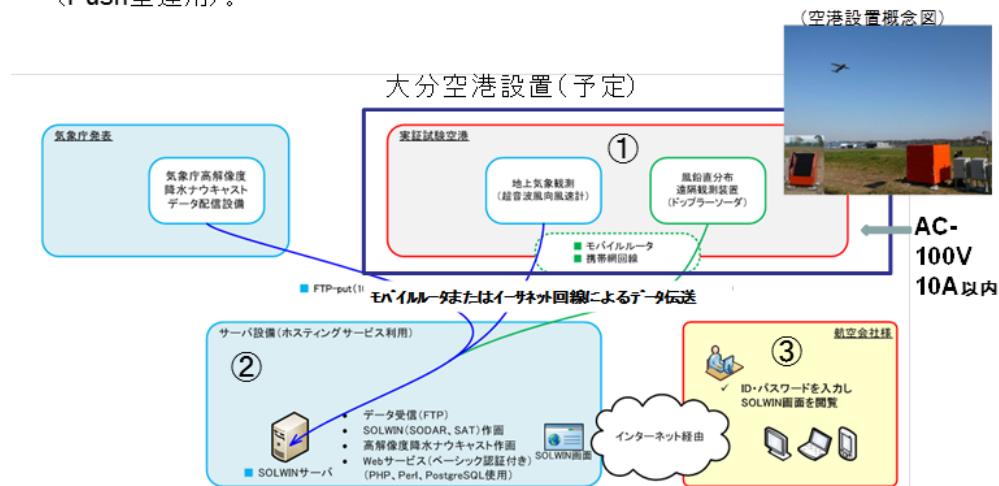 (空港設置概念図)
大分空港設置(予定)
気象庁発表
気象庁高解像度
降水ナウキャスト
データ配信設備
実証試験空港
①
地上気象観測
(超音波風向風速計)
風鉛直分布
遠隔観測装置
(ドップラーソーダ)
■ モバイルルータ
■ 携帯網回線
AC-
100V
10A以内
■ FTP-put(1
モバイルルータまたはイーサネット回線によるデータ伝送
サーバ設備(ホスティングサービス利用)
②
• データ受信(FTP)
• SOLWIN(SODAR、SAT)作画
• 高解像度降水ナウキャスト作画
• Webサービス(ベーシック認証付き)
(PHP、Perl、PostgreSQL使用)
■ SOLWINサーバ
SOLWIN画面
インターネット経由
航空会社様
③
✓ ID・パスワードを入力し
SOLWIN画面を閲覧